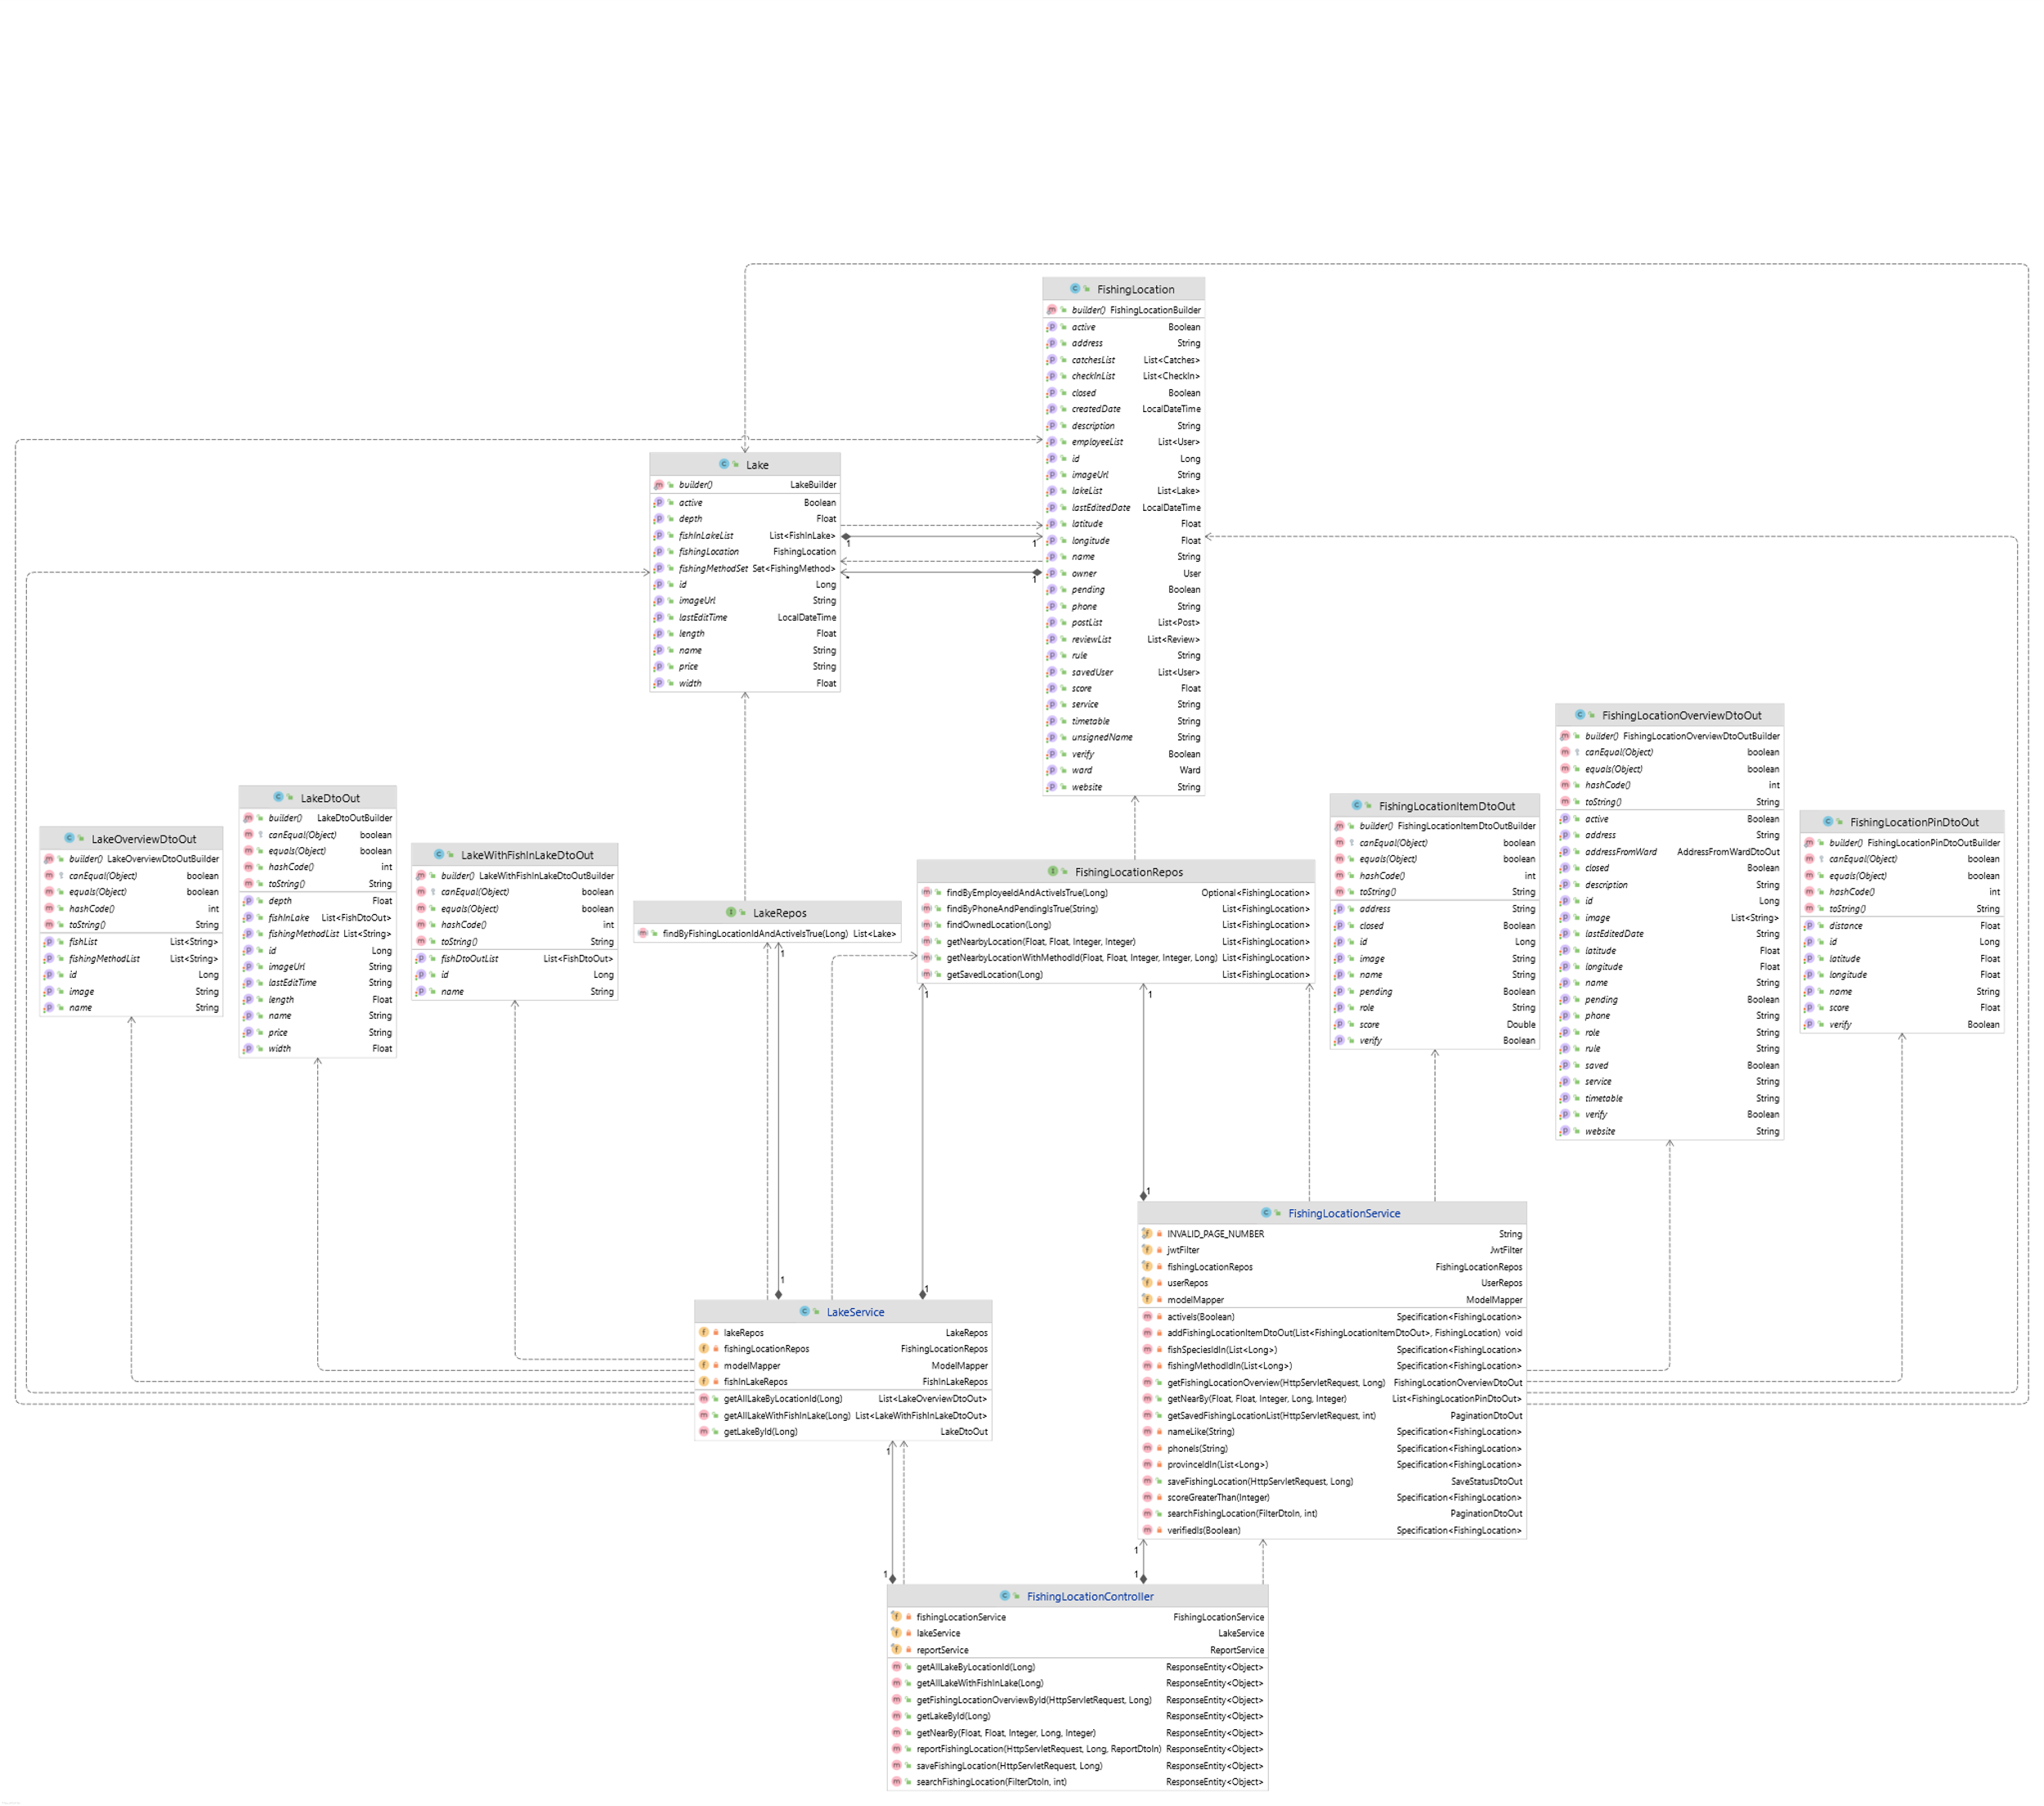 FishingLocation
builder() FishingLocationBuilder
active Boolean
address String
catchesList List<Catches>
checkInList List<CheckIn>
closed Boolean
createdDate LocalDateTime
description String
employeeList List<User>
id Long
imageUrl String
lakeList List<Lake>
lastEditedDate LocalDateTime
latitude Float
longitude Float
name String
owner User
pending Boolean
phone String
postList List<Post>
reviewList List<Review>
rule String
savedUser List<User>
score Float
service String
timetable String
unsignedName String
verify Boolean
ward Ward
website String
Lake
builder() LakeBuilder
active Boolean
depth Float
fishInLakeList List<FishInLake>
fishingLocation FishingLocation
fishingMethodSet Set<FishingMethod>
id Long
imageUrl String
lastEditTime LocalDateTime
length Float
name String
price String
width Float
1
1
*
1
LakeOverviewDtoOut
builder() LakeOverviewDtoOutBuilder
canEqual(Object) boolean
equals(Object) boolean
hashCode() int
toString() String
fishList List<String>
fishingMethodList List<String>
id Long
image String
name String
LakeDtoOut
builder() LakeDtoOutBuilder
canEqual(Object) boolean
equals(Object) boolean
hashCode() int
toString() String
depth Float
fishInLake List<FishDtoOut>
fishingMethodList List<String>
id Long
imageUrl String
lastEditTime String
length Float
name String
price String
width Float
LakeWithFishInLakeDtoOut
builder() LakeWithFishInLakeDtoOutBuilder
canEqual(Object) boolean
equals(Object) boolean
hashCode() int
toString() String
fishDtoOutList List<FishDtoOut>
id Long
name String
LakeRepos
findByFishingLocationIdAndActiveIsTrue(Long) List<Lake>
FishingLocationRepos
findByEmployeeIdAndActiveIsTrue(Long) Optional<FishingLocation>
findByPhoneAndPendingIsTrue(String) List<FishingLocation>
findOwnedLocation(Long) List<FishingLocation>
getNearbyLocation(Float, Float, Integer, Integer) List<FishingLocation>
getNearbyLocationWithMethodId(Float, Float, Integer, Integer, Long) List<FishingLocation>
getSavedLocation(Long) List<FishingLocation>
FishingLocationItemDtoOut
builder() FishingLocationItemDtoOutBuilder
canEqual(Object) boolean
equals(Object) boolean
hashCode() int
toString() String
address String
closed Boolean
id Long
image String
name String
pending Boolean
role String
score Double
verify Boolean
FishingLocationOverviewDtoOut
builder() FishingLocationOverviewDtoOutBuilder
canEqual(Object) boolean
equals(Object) boolean
hashCode() int
toString() String
active Boolean
address String
addressFromWard AddressFromWardDtoOut
closed Boolean
description String
id Long
image List<String>
lastEditedDate String
latitude Float
longitude Float
name String
pending Boolean
phone String
role String
rule String
saved Boolean
service String
timetable String
verify Boolean
website String
FishingLocationPinDtoOut
builder() FishingLocationPinDtoOutBuilder
canEqual(Object) boolean
equals(Object) boolean
hashCode() int
toString() String
distance Float
id Long
latitude Float
longitude Float
name String
score Float
verify Boolean
1
1
1
1
1
1
LakeService
lakeRepos LakeRepos
fishingLocationRepos FishingLocationRepos
modelMapper ModelMapper
fishInLakeRepos FishInLakeRepos
getAllLakeByLocationId(Long) List<LakeOverviewDtoOut>
getAllLakeWithFishInLake(Long) List<LakeWithFishInLakeDtoOut>
getLakeById(Long) LakeDtoOut
FishingLocationService
INVALID_PAGE_NUMBER String
jwtFilter JwtFilter
fishingLocationRepos FishingLocationRepos
userRepos UserRepos
modelMapper ModelMapper
activeIs(Boolean) Specification<FishingLocation>
addFishingLocationItemDtoOut(List<FishingLocationItemDtoOut>, FishingLocation) void
fishSpeciesIdIn(List<Long>) Specification<FishingLocation>
fishingMethodIdIn(List<Long>) Specification<FishingLocation>
getFishingLocationOverview(HttpServletRequest, Long) FishingLocationOverviewDtoOut
getNearBy(Float, Float, Integer, Long, Integer) List<FishingLocationPinDtoOut>
getSavedFishingLocationList(HttpServletRequest, int) PaginationDtoOut
nameLike(String) Specification<FishingLocation>
phoneIs(String) Specification<FishingLocation>
provinceIdIn(List<Long>) Specification<FishingLocation>
saveFishingLocation(HttpServletRequest, Long) SaveStatusDtoOut
scoreGreaterThan(Integer) Specification<FishingLocation>
searchFishingLocation(FilterDtoIn, int) PaginationDtoOut
verifiedIs(Boolean) Specification<FishingLocation>
1
1
1
1
FishingLocationController
fishingLocationService FishingLocationService
lakeService LakeService
reportService ReportService
getAllLakeByLocationId(Long) ResponseEntity<Object>
getAllLakeWithFishInLake(Long) ResponseEntity<Object>
getFishingLocationOverviewById(HttpServletRequest, Long) ResponseEntity<Object>
getLakeById(Long) ResponseEntity<Object>
getNearBy(Float, Float, Integer, Long, Integer) ResponseEntity<Object>
reportFishingLocation(HttpServletRequest, Long, ReportDtoIn) ResponseEntity<Object>
saveFishingLocation(HttpServletRequest, Long) ResponseEntity<Object>
searchFishingLocation(FilterDtoIn, int) ResponseEntity<Object>